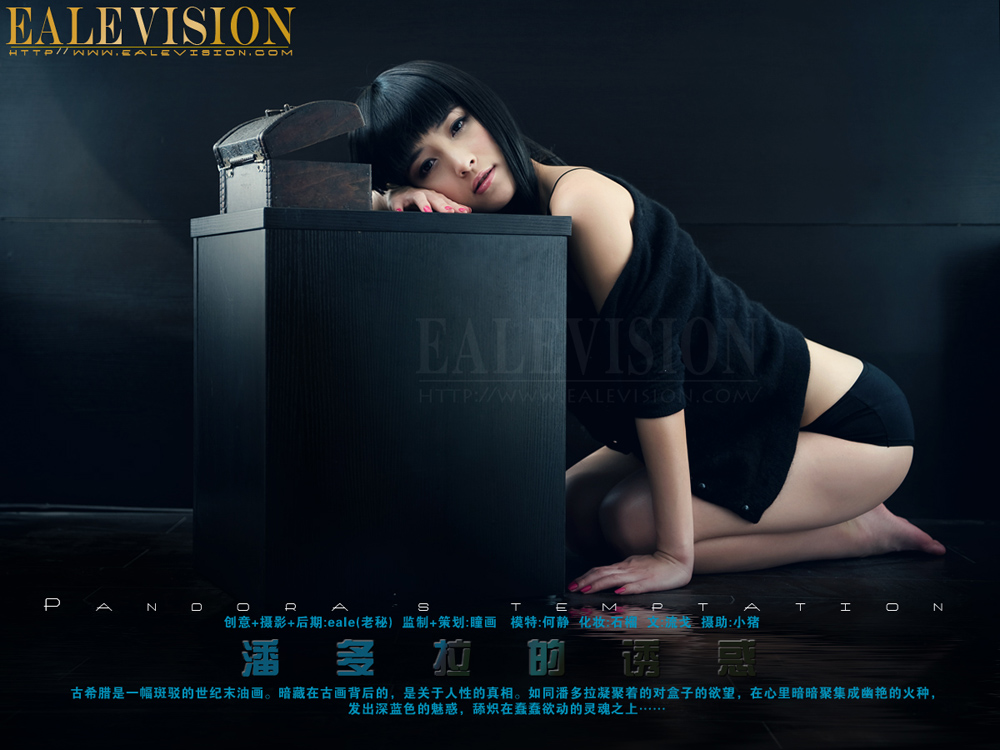 EALEVISION
HTTP://WWW.EALEVISION.COM
EALEVISION
HTTP://WWW.EALEVISION.COM/
PANDORA'S TEMPTATION
创意+摄影+后期:eale(老秘) 监制+策划:瞳画 模特:何静 化妆:石榴 文:流戈 摄助:小猪
潘多拉的诱惑
古希腊是一幅斑驳的世纪末油画。暗藏在古画背后的，是关于人性的真相。如同潘多拉凝聚着的对盒子的欲望，在心里暗暗聚集成幽艳的火种，
发出深蓝色的魅惑，舔炽在蠢蠢欲动的灵魂之上……